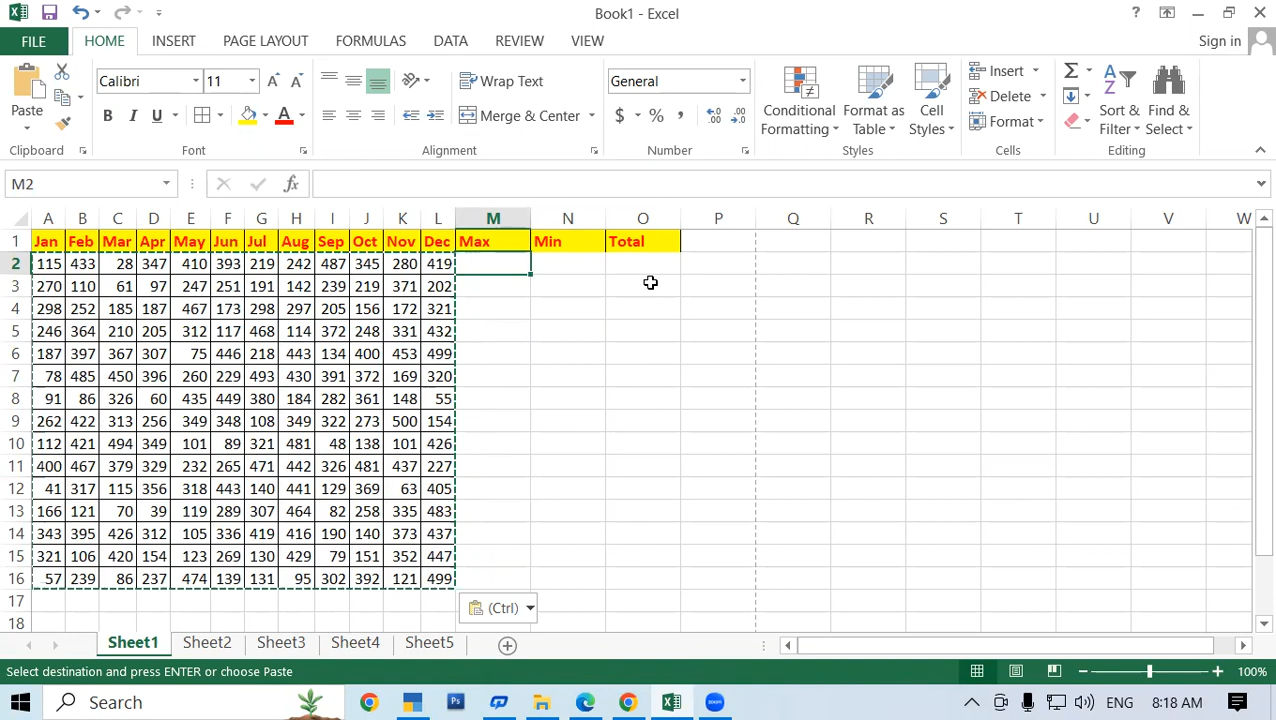 Book1 - Excel
?
FILE HOME INSERT PAGE LAYOUT FORMULAS DATA REVIEW VIEW Sign in
Paste
Clipboard
Calibri 11
B I U
Font
Wrap Text
Merge & Center
Alignment
General
$ % ,
Number
Conditional Formatting
Format as Table
Cell Styles
Styles
Insert
Delete
Format
Cells
Sort & Filter
Find & Select
Editing
M2 fx
A B C D E F G H I J K L M N O P Q R S T U V W
1 Jan Feb Mar Apr May Jun Jul Aug Sep Oct Nov Dec Max Min Total
2 115 433 28 347 410 393 219 242 487 345 280 419
3 270 110 61 97 247 251 191 142 239 219 371 202
4 298 252 185 187 467 173 298 297 205 156 172 321
5 246 364 210 205 312 117 468 114 372 248 331 432
6 187 397 367 307 75 446 218 443 134 400 453 499
7 78 485 450 396 260 229 493 430 391 372 169 320
8 91 86 326 60 435 449 380 184 282 361 148 55
9 262 422 313 256 349 348 108 349 322 273 500 154
10 112 421 494 349 101 89 321 481 48 138 101 426
11 400 467 379 329 232 265 471 442 326 481 437 227
12 41 317 115 356 318 443 140 441 129 369 63 405
13 166 121 70 39 119 289 307 464 82 258 335 483
14 343 395 426 312 105 336 419 416 190 140 373 437
15 321 106 420 154 123 269 130 429 79 151 352 447
16 57 239 86 237 474 139 131 95 302 392 121 499
17
(Ctrl)
18
Sheet1 Sheet2 Sheet3 Sheet4 Sheet5
Select destination and press ENTER or choose Paste
100%
Search
ENG 8:18 AM